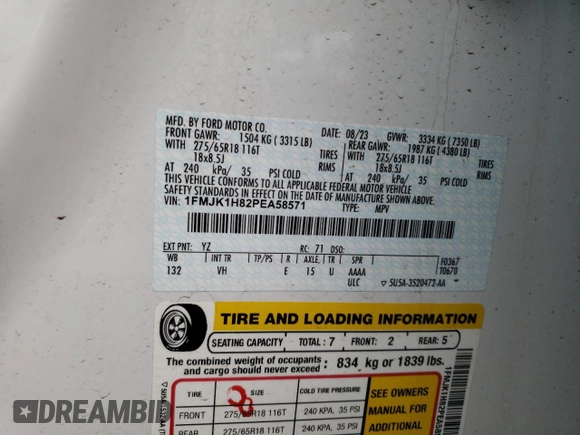 MFD. BY FORD MOTOR CO.
DATE: 08/23 GVWR: 3334 KG (7350 LB)
FRONT GAWR: 1504 KG (3315 LB) REAR GAWR: 1987 KG (4380 LB)
WITH 275/65R18 116T TIRES WITH 275/65R18 116T TIRES
18x8.5J RIMS 18x8.5J RIMS
AT 240 kPa/ 35 PSI COLD AT 240 kPa/ 35 PSI COLD
THIS VEHICLE CONFORMS TO ALL APPLICABLE FEDERAL MOTOR VEHICLE
SAFETY STANDARDS IN EFFECT ON THE DATE OF MANUFACTURE SHOWN ABOVE.
VIN: 1FMJK1H82PEA58571 TYPE: MPV
EXT PNT: YZ RC: 71 DSO: F0367
WB INT TR TP/PS R AXLE TR SPR T0670
132 VH E 15 U AAAA
ULC ▽ 5U5A-3520472-AA
TIRE AND LOADING INFORMATION
SEATING CAPACITY TOTAL: 7 FRONT: 2 REAR: 5
The combined weight of occupants
and cargo should never exceed: 834 kg or 1839 lbs.
TIRE SIZE COLD TIRE PRESSURE
FRONT 275/65R18 116T 240 KPA, 35 PSI
REAR 275/65R18 116T 240 KPA, 35 PSI
SEE OWNERS
MANUAL FOR
ADDITIONAL
DREAMBID